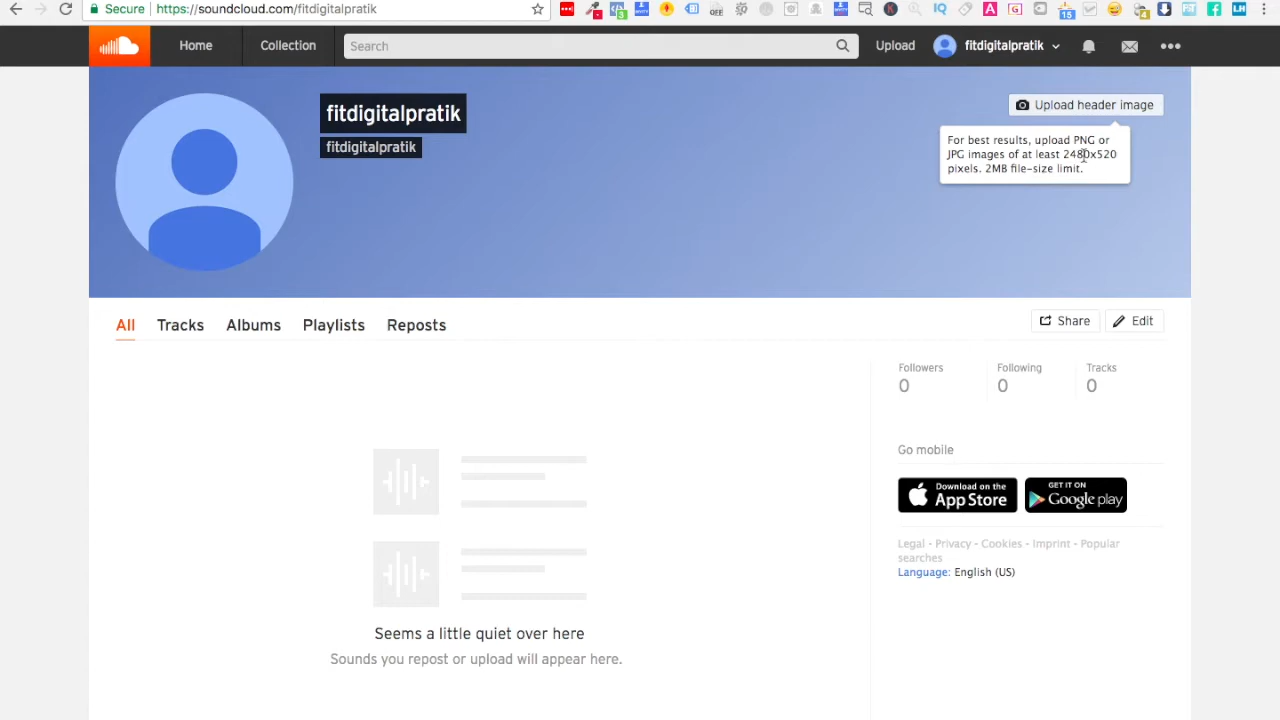 Secure
https://soundcloud.com/fitdigitalpratik
Home
Collection
Search
Upload
fitdigitalpratik
fitdigitalpratik
fitdigitalpratik
Upload header image
For best results, upload PNG or
JPG images of at least 2480x520
pixels. 2MB file-size limit.
All
Tracks
Albums
Playlists
Reposts
Share
Edit
Followers
Following
Tracks
0
0
0
Go mobile
Download on the
App Store
GET IT ON
Google play
Legal - Privacy - Cookies - Imprint - Popular
searches
Language: English (US)
Seems a little quiet over here
Sounds you repost or upload will appear here.